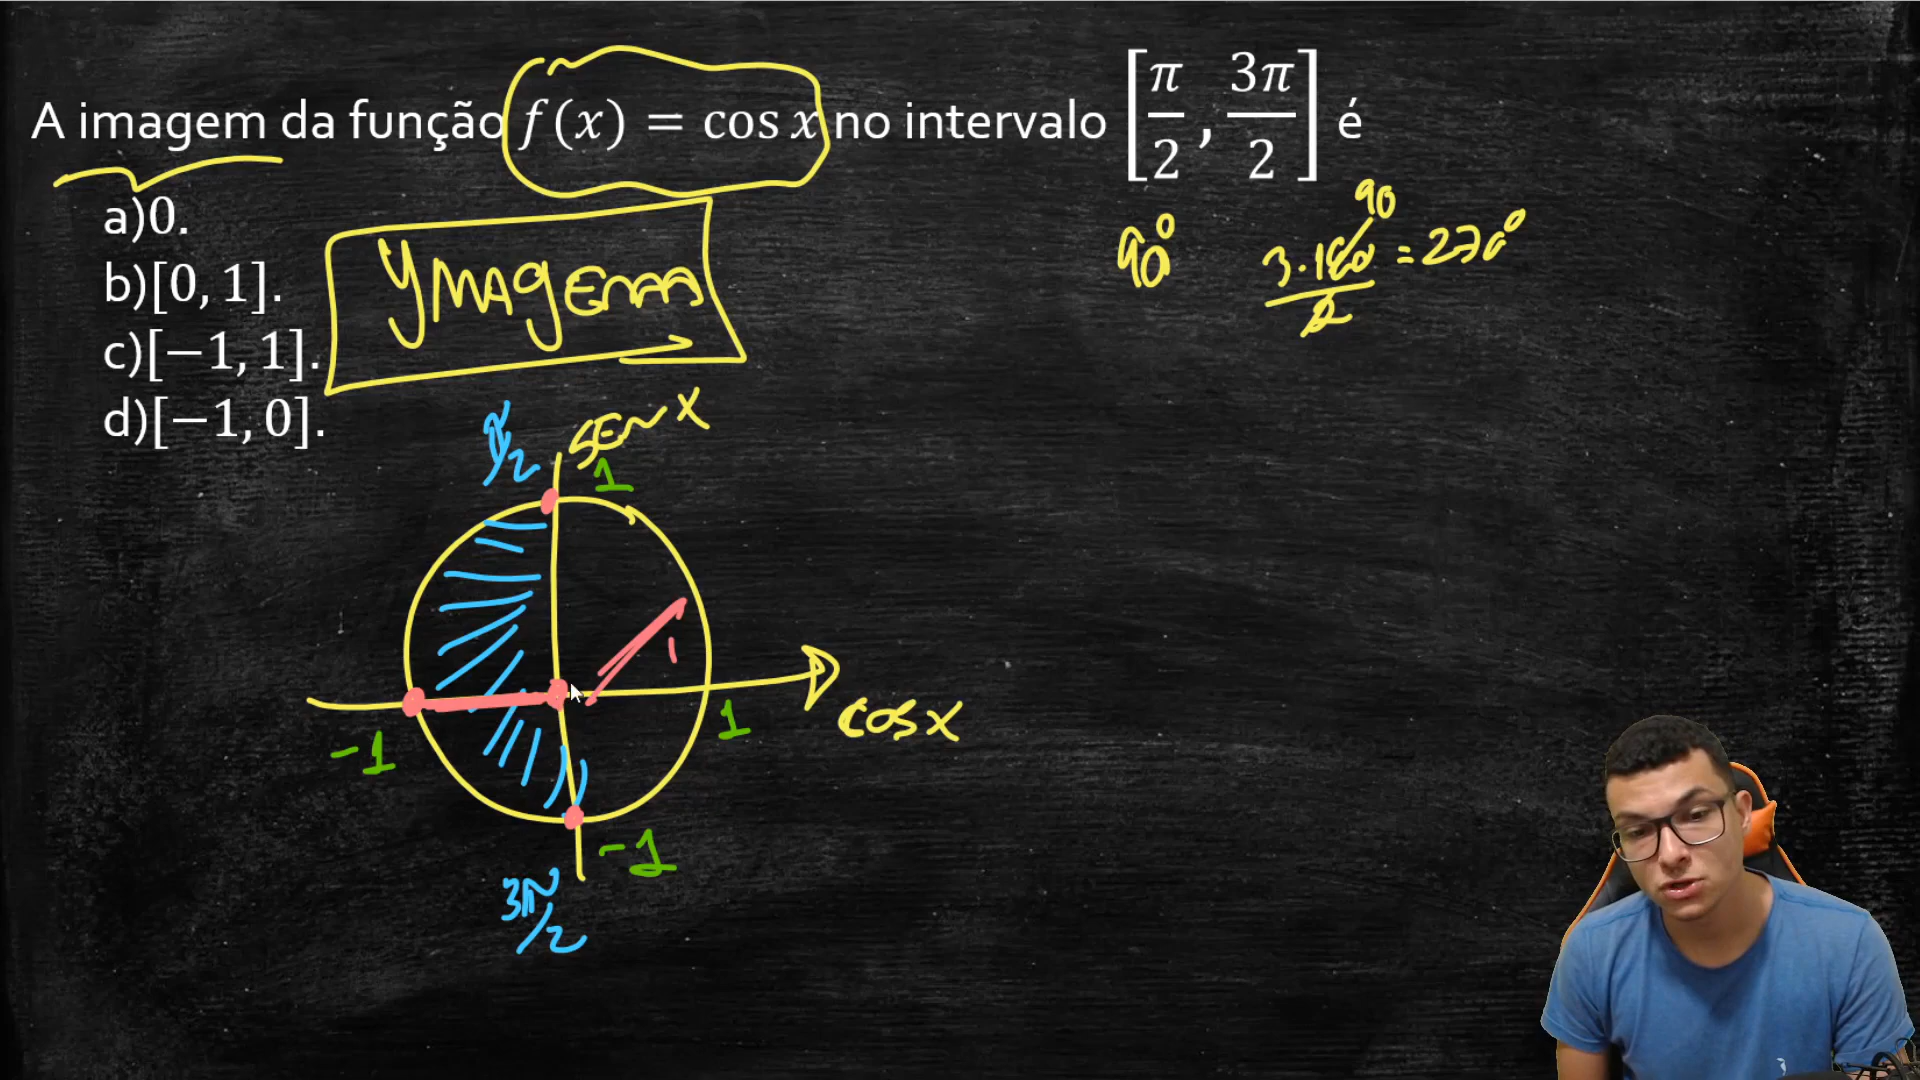 A imagem da função f(x) = cos x no intervalo [π/2, 3π/2] é
a)0.
b)[0, 1].
c)[−1, 1].
d)[−1, 0].
YMAGEM
90°
90
3·180/2 = 270°
π/2
SEN X
1
-1
1
cos x
-1
3π/2